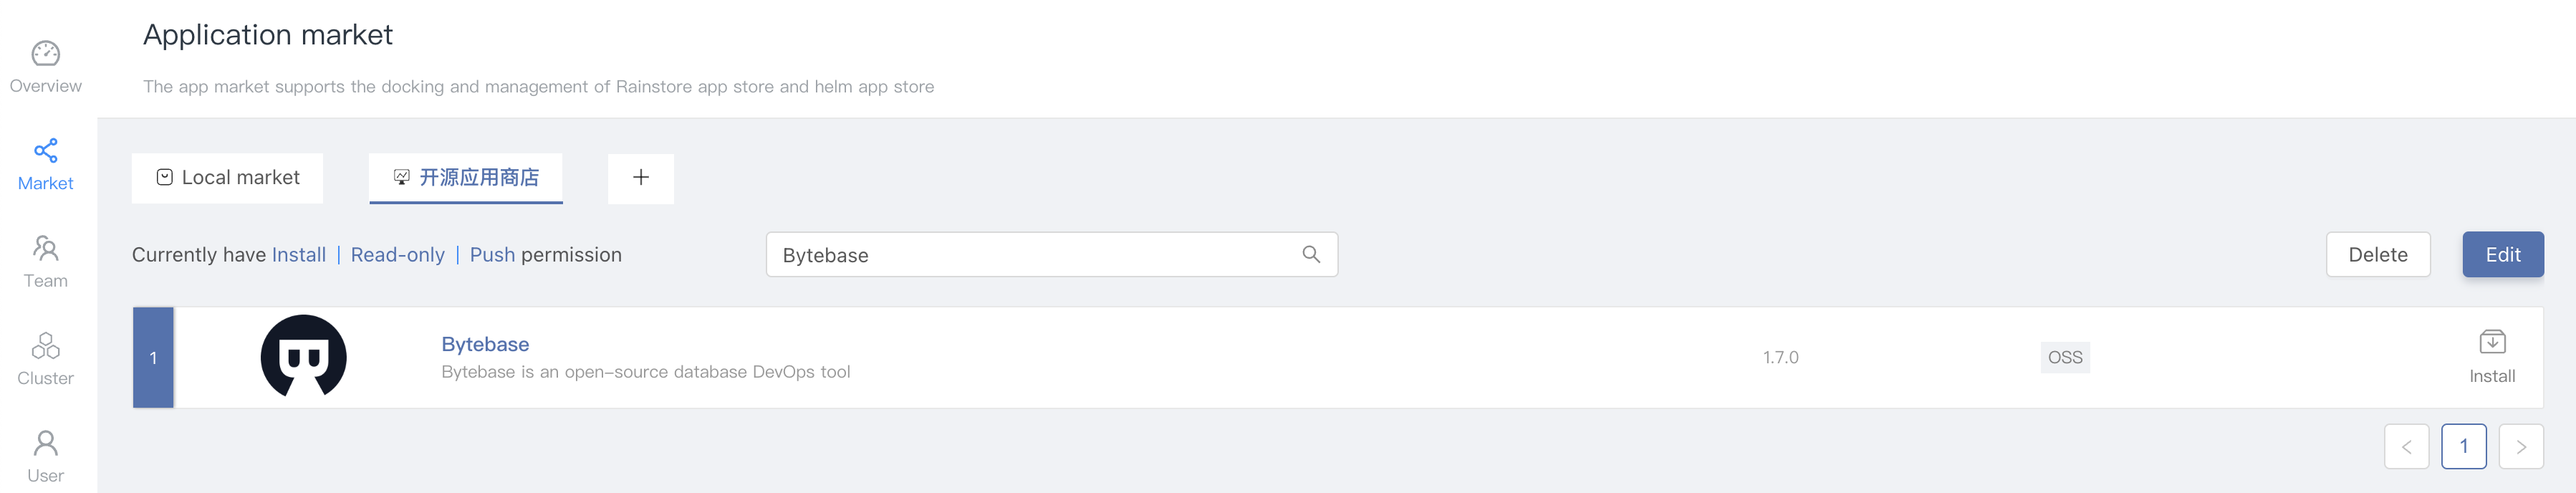 Application market
The app market supports the docking and management of Rainstore app store and helm app store
Overview
Market
Team
Cluster
User
Local market
开源应用商店
+
Currently have Install | Read-only | Push permission
Bytebase
Delete
Edit
1
Bytebase
Bytebase is an open-source database DevOps tool
1.7.0
OSS
Install
< 1 >